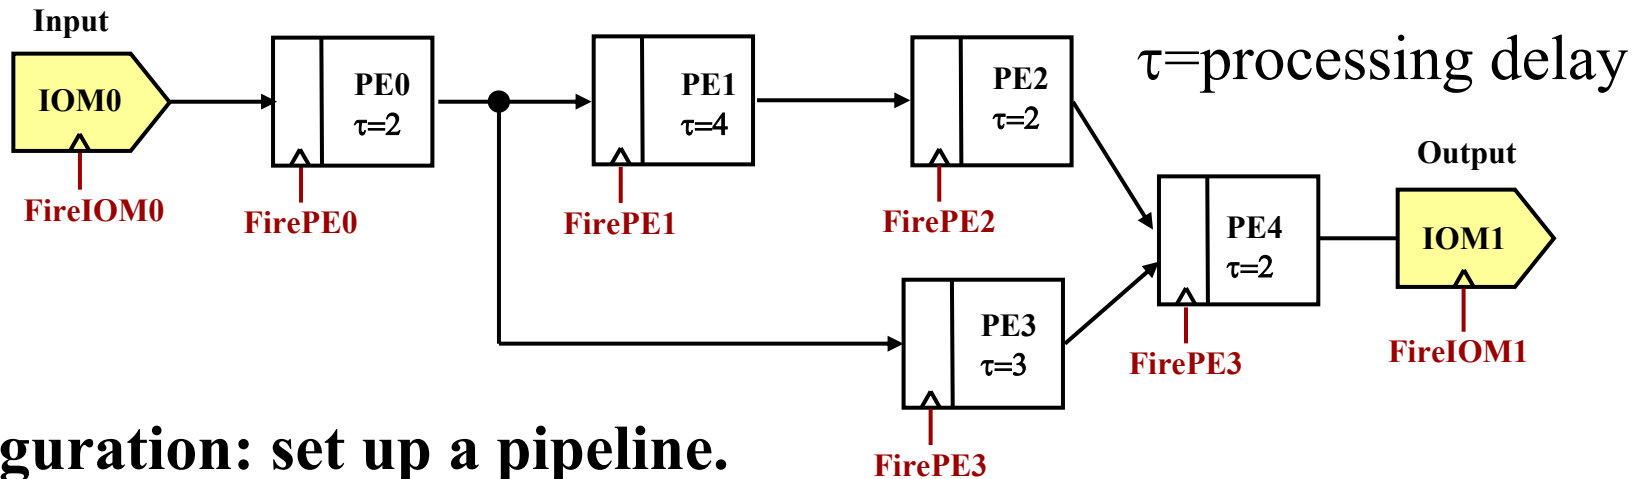 Input
IOM0
FireIOM0
PE0
τ=2
FirePE0
PE1
τ=4
FirePE1
PE2
τ=2
FirePE2
τ=processing delay
PE3
τ=3
FirePE3
PE4
τ=2
FirePE3
Output
IOM1
FireIOM1
guration: set up a pipeline.